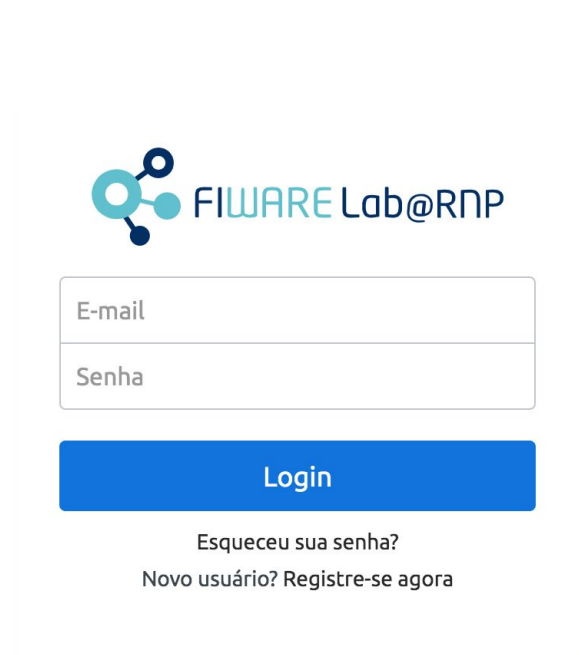 FIWARE Lab@RNP
E-mail
Senha
Login
Esqueceu sua senha?
Novo usuário? Registre-se agora